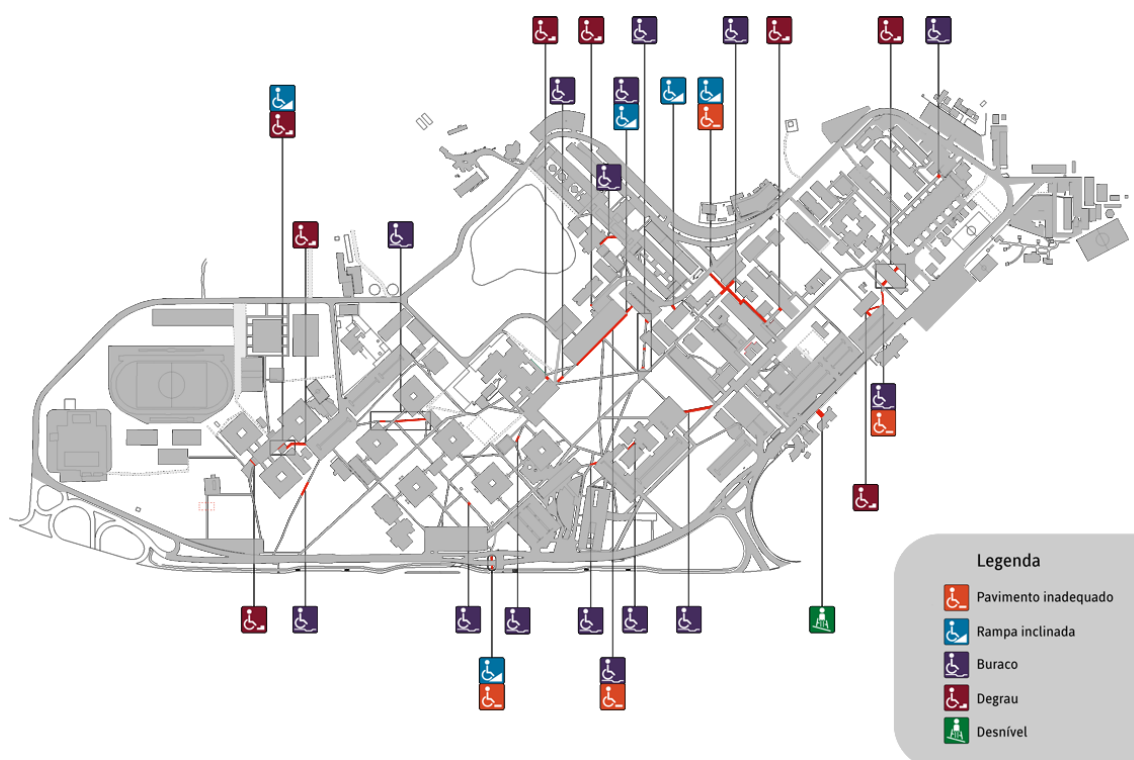 Legenda
Pavimento inadequado
Rampa inclinada
Buraco
Degrau
Desnível